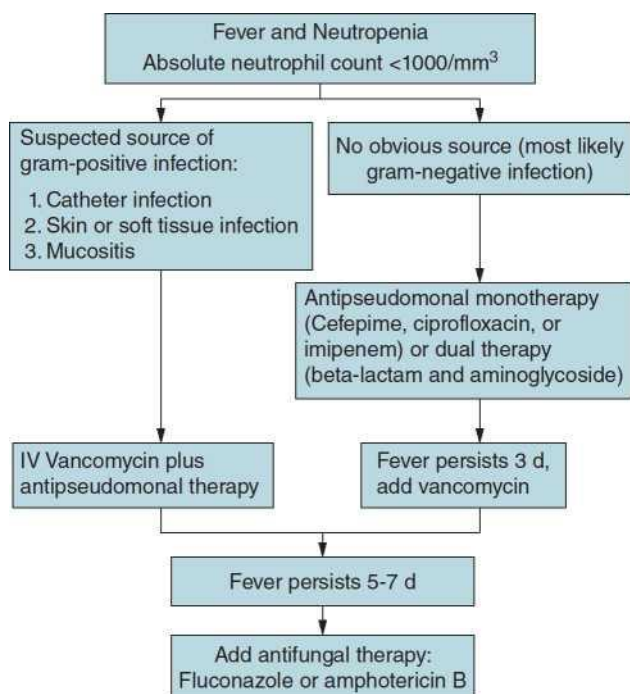 Fever and Neutropenia
Absolute neutrophil count <1000/mm³
Suspected source of
gram-positive infection:
1. Catheter infection
2. Skin or soft tissue infection
3. Mucositis
No obvious source (most likely
gram-negative infection)
Antipseudomonal monotherapy
(Cefepime, ciprofloxacin, or
imipenem) or dual therapy
(beta-lactam and aminoglycoside)
IV Vancomycin plus
antipseudomonal therapy
Fever persists 3 d,
add vancomycin
Fever persists 5-7 d
Add antifungal therapy:
Fluconazole or amphotericin B